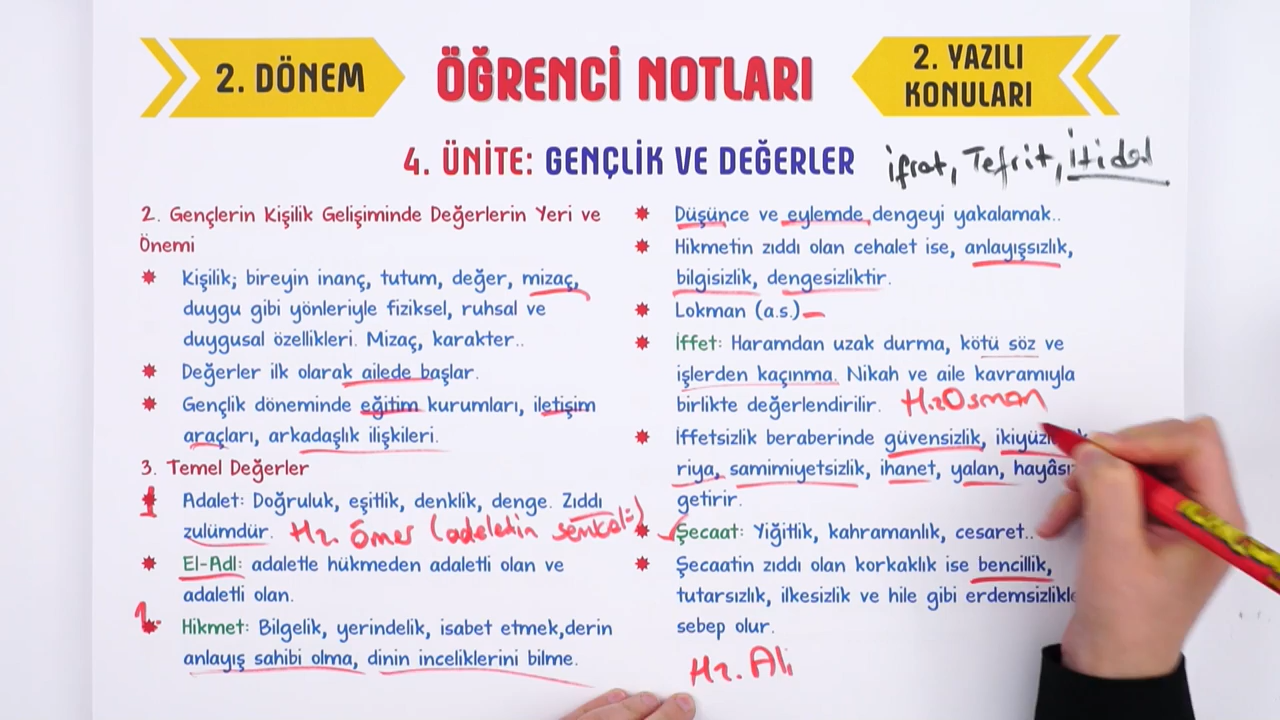 2. DÖNEM
ÖĞRENCİ NOTLARI
2. YAZILI
KONULARI
4. ÜNİTE: GENÇLİK VE DEĞERLER
ifrat, Tefrit, İtidal
2. Gençlerin Kişilik Gelişiminde Değerlerin Yeri ve
Önemi
Kişilik; bireyin inanç, tutum, değer, mizaç,
duygu gibi yönleriyle fiziksel, ruhsal ve
duygusal özellikleri. Mizaç, karakter..
Değerler ilk olarak ailede başlar.
Gençlik döneminde eğitim kurumları, iletişim
araçları, arkadaşlık ilişkileri.
3. Temel Değerler
1
Adalet: Doğruluk, eşitlik, denklik, denge. Zıddı
zulümdür. Hz. Ömer (adeletin
El-Adl: adaletle hükmeden adaletli olan ve
adaletli olan.
2.
Hikmet: Bilgelik, yerindelik, isabet etmek,derin
anlayış sahibi olma, dinin inceliklerini bilme.
Düşünce ve eylemde dengeyi yakalamak..
Hikmetin zıddı olan cehalet ise, anlayışsızlık,
bilgisizlik, dengesizliktir.
Lokman (a.s.)
İffet: Haramdan uzak durma, kötü söz ve
işlerden kaçınma. Nikah ve aile kavramıyla
birlikte değerlendirilir. Hz Osman
İffetsizlik beraberinde güvensizlik,
riya, samimiyetsizlik, ihanet, yalan,
getirir.
Şecaat: Yiğitlik, kahramanlık, cesaret..
Şecaatin zıddı olan korkaklık ise bencillik,
tutarsızlık, ilkesizlik ve hile gibi
sebep olur.
Hz. Ali